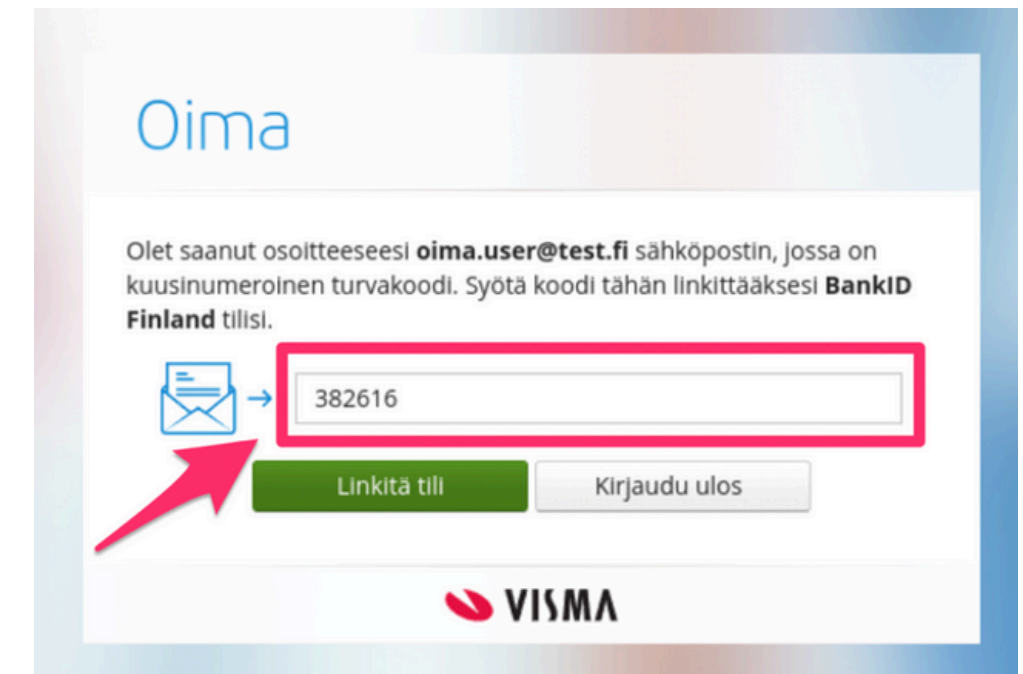 Oima
Olet saanut osoitteeseesi oima.user@test.fi sähköpostin, jossa on
kuusinumeroinen turvakoodi. Syötä koodi tähän linkittääksesi BankID
Finland tilisi.
382616
Linkitä tili
Kirjaudu ulos
VISMA